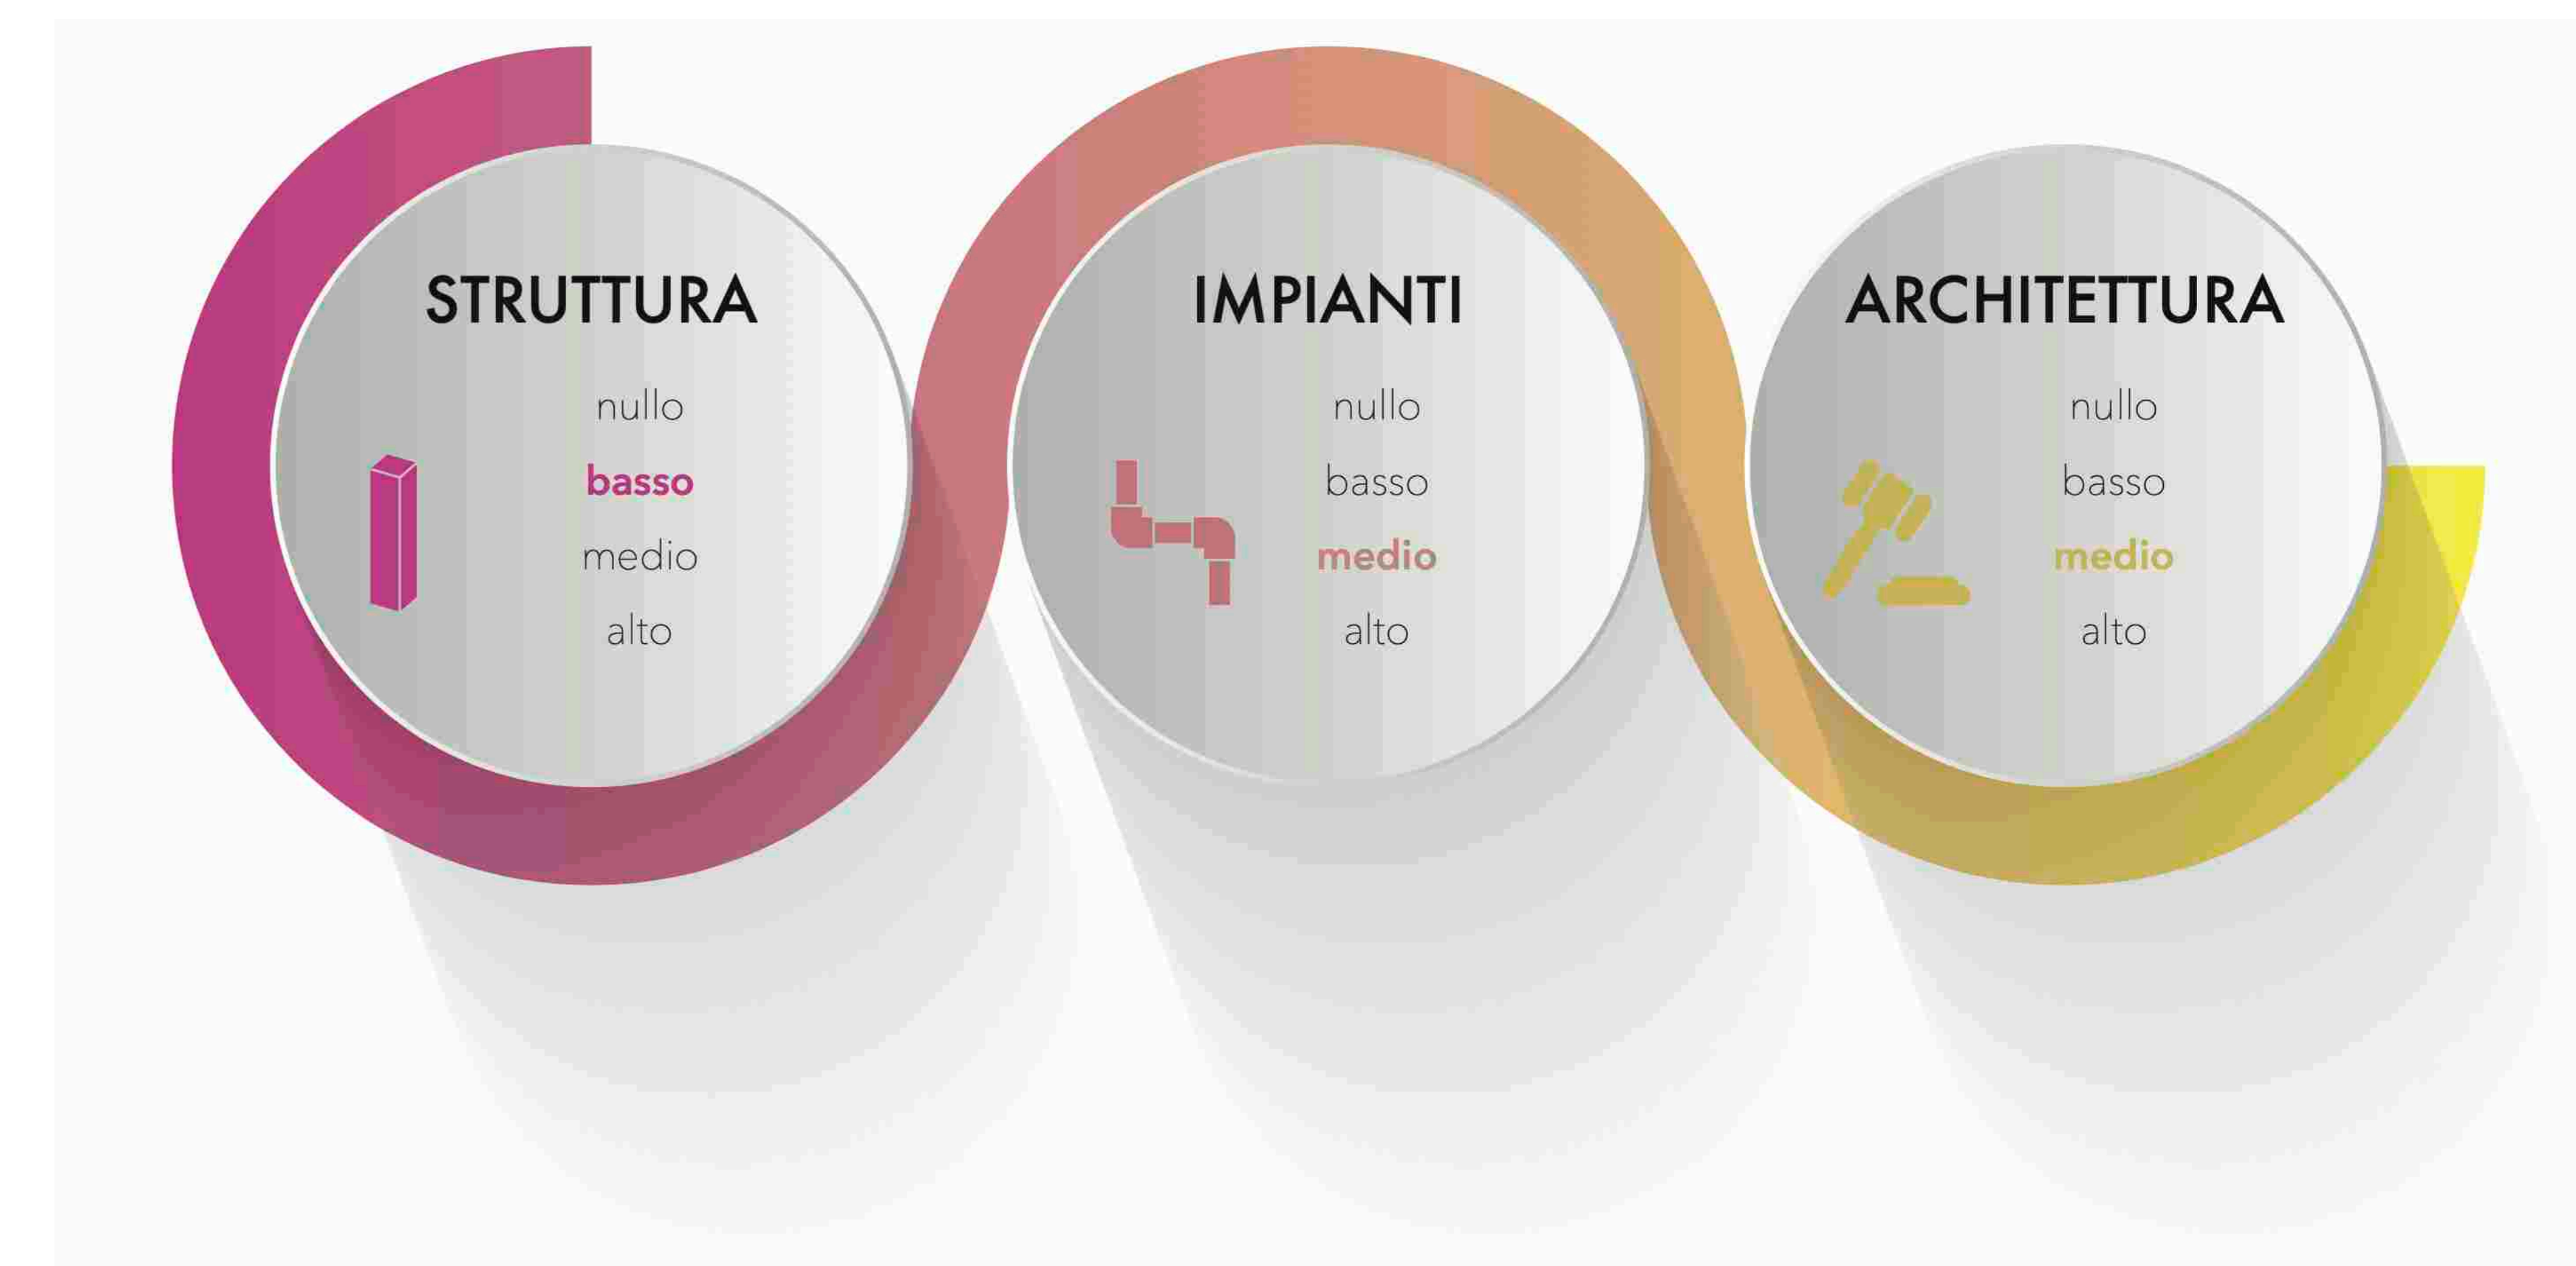 STRUTTURA
nullo
basso
medio
alto
IMPIANTI
nullo
basso
medio
alto
ARCHITETTURA
nullo
basso
medio
alto